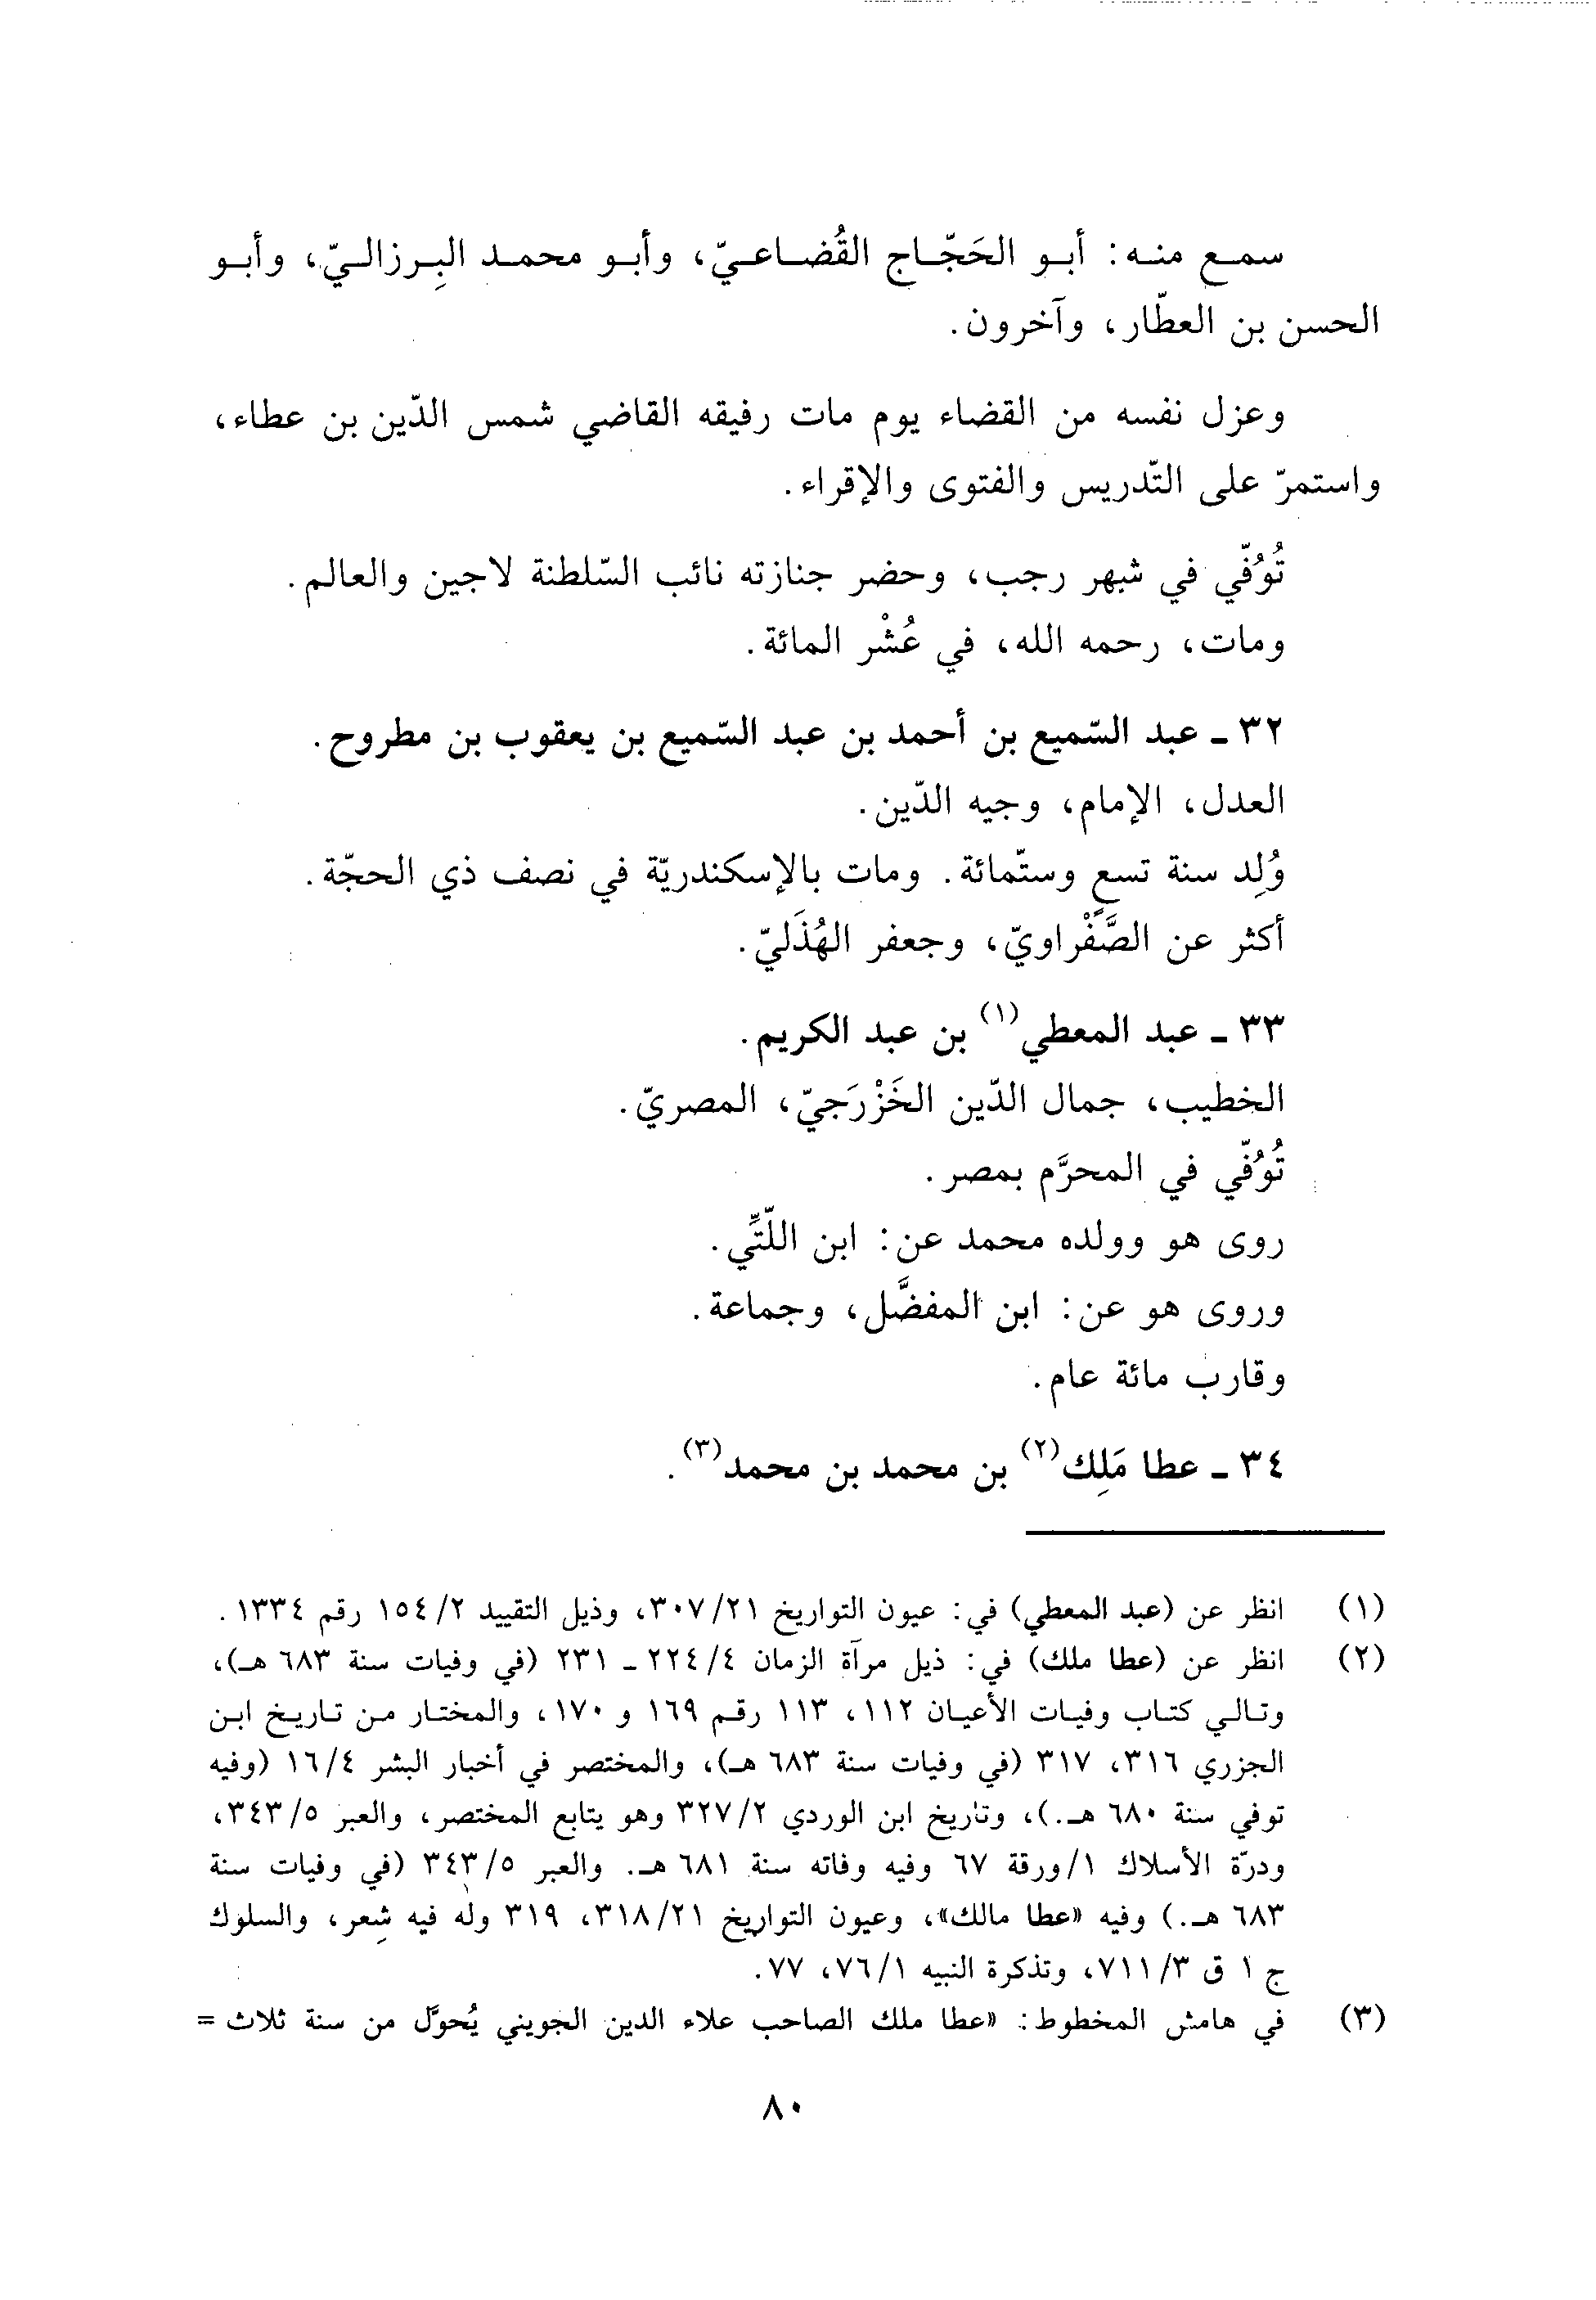 سمع منه: أبو الحَجّاج القُضاعيّ، وأبو محمد البِرزاليّ، وأبو
الحسن بن العطّار، وآخرون.
وعزل نفسه من القضاء يوم مات رفيقه القاضي شمس الدّين بن عطاء،
واستمرّ على التّدريس والفتوى والإقراء.
تُوُفّي في شهر رجب، وحضر جنازته نائب السّلطنة لاجين والعالم.
ومات، رحمه الله، في عُشْر المائة.
٣٢ ـ عبد السّميع بن أحمد بن عبد السّميع بن يعقوب بن مطروح.
العدل، الإمام، وجيه الدّين.
وُلِد سنة تسعٍ وستّمائة. ومات بالإسكندريّة في نصف ذي الحجّة.
أكثر عن الصَّفْراويّ، وجعفر الهُذَليّ.
٣٣ ـ عبد المعطي(١) بن عبد الكريم.
الخطيب، جمال الدّين الخَزْرَجيّ، المصريّ.
تُوُفّي في المحرَّم بمصر.
روى هو وولده محمد عن: ابن اللّتِّي.
وروى هو عن: ابن المفضَّل، وجماعة.
وقارب مائة عام.
٣٤ ـ عطا مَلِك(٢) بن محمد بن محمد(٣).
(١) انظر عن (عبد المعطي) في: عيون التواريخ ٣٠٧/٢١، وذيل التقييد ١٥٤/٢ رقم ١٣٣٤.
(٢) انظر عن (عطا ملك) في: ذيل مرآة الزمان ٢٢٤/٤ ـ ٢٣١ (في وفيات سنة ٦٨٣ هـ)،
وتالي كتاب وفيات الأعيان ١١٢، ١١٣ رقم ١٦٩ و ١٧٠، والمختار من تاريخ ابن
الجزري ٣١٦، ٣١٧ (في وفيات سنة ٦٨٣ هـ)، والمختصر في أخبار البشر ١٦/٤ (وفيه
توفي سنة ٦٨٠ هـ.)، وتاريخ ابن الوردي ٣٢٧/٢ وهو يتابع المختصر، والعبر ٣٤٣/٥،
ودرّة الأسلاك ١/ورقة ٦٧ وفيه وفاته سنة ٦٨١ هـ. والعبر ٣٤٣/٥ (في وفيات سنة
٦٨٣ هـ.) وفيه «عطا مالك»، وعيون التواريخ ٣١٨/٢١، ٣١٩ وله فيه شِعر، والسلوك
ج ١ ق ٧١١/٣، وتذكرة النبيه ٧٦/١، ٧٧.
(٣) في هامش المخطوط: «عطا ملك الصاحب علاء الدين الجويني يُحوَّل من سنة ثلاث =
٨٠